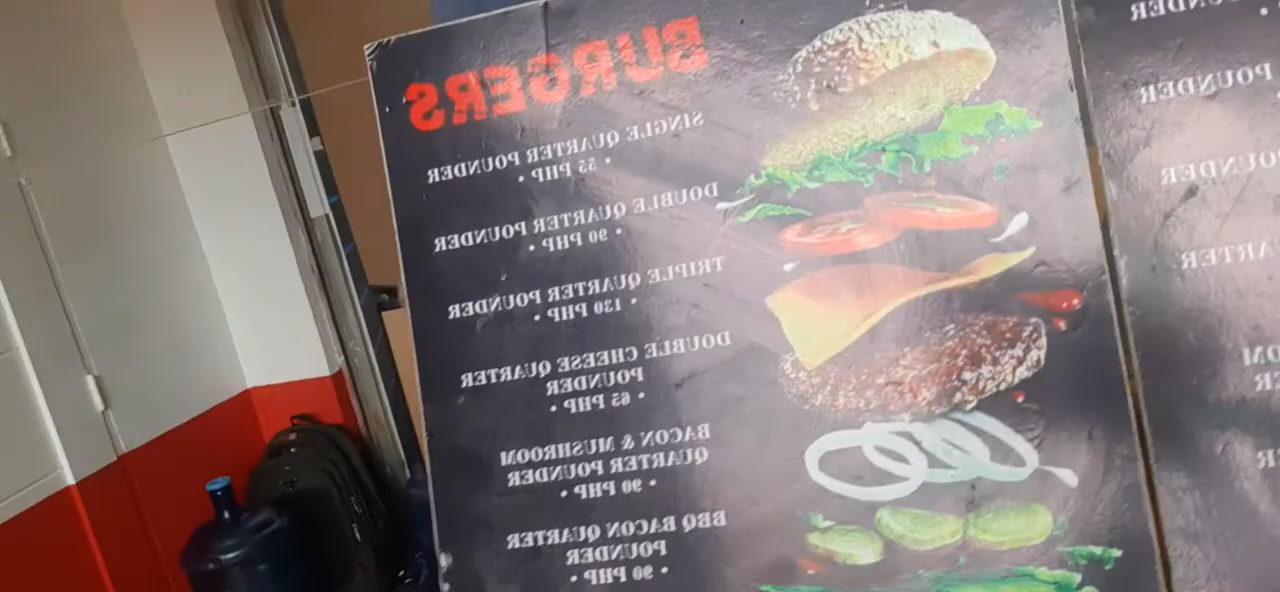 BURGERS
SINGLE QUARTER POUNDER
• 55 PHP •
DOUBLE QUARTER POUNDER
• 90 PHP •
TRIPLE QUARTER POUNDER
• 130 PHP •
DOUBLE CHEESE QUARTER
POUNDER
• 65 PHP •
BACON & MUSHROOM
QUARTER POUNDER
• 90 PHP •
BBQ BACON QUARTER
POUNDER
• 90 PHP •
POUNDER